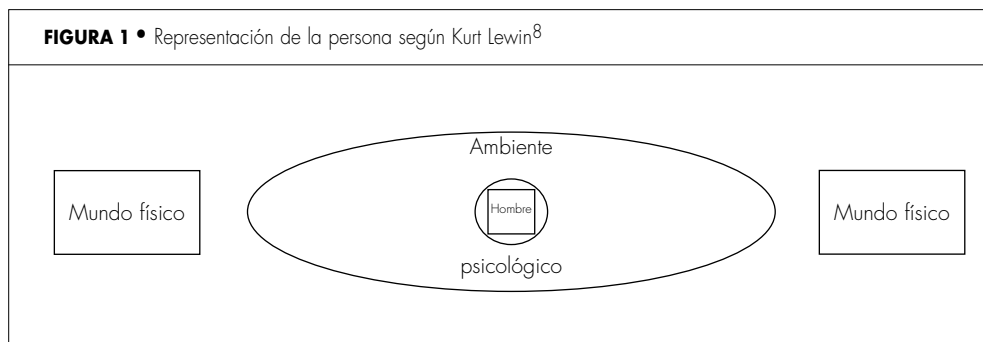 FIGURA 1 • Representación de la persona según Kurt Lewin8
Ambiente
Mundo físico
Hombre
Mundo físico
psicológico